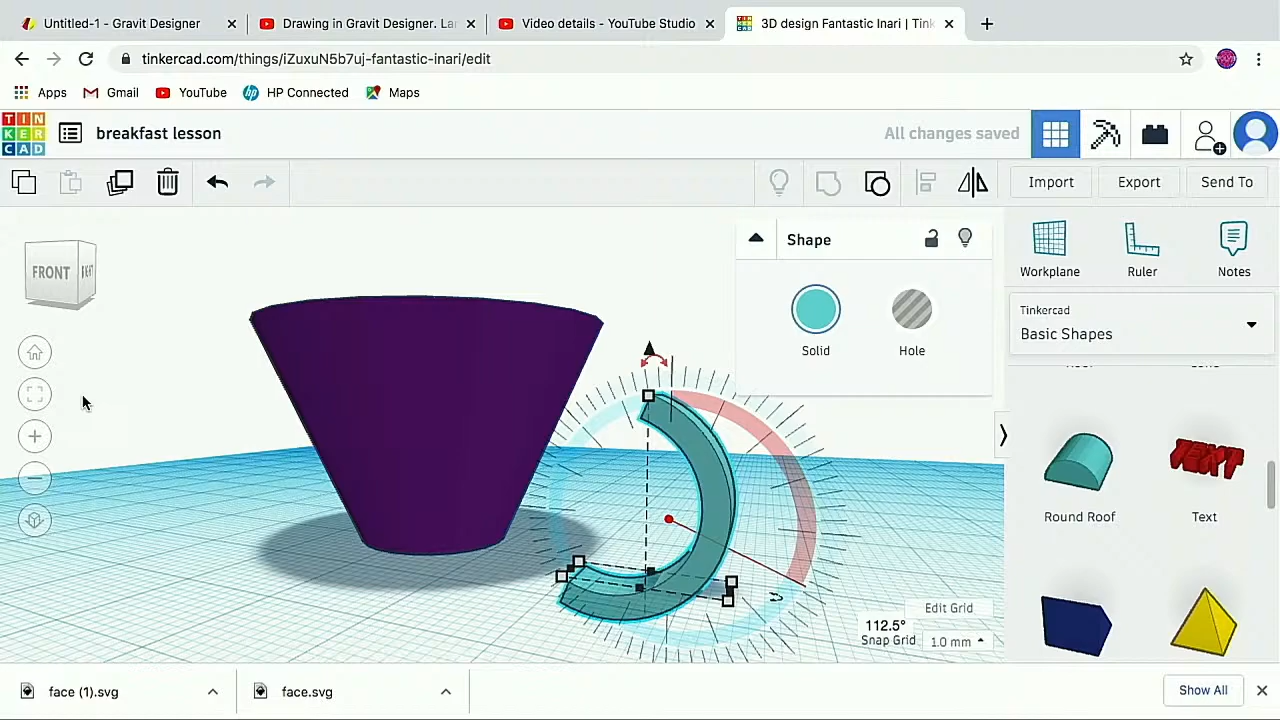 Untitled-1 - Gravit Designer
Drawing in Gravit Designer. La
Video details - YouTube Studio
3D design Fantastic Inari | Tink
tinkercad.com/things/iZuxuN5b7uj-fantastic-inari/edit
Apps
Gmail
YouTube
HP Connected
Maps
TIN
KER
CAD
breakfast lesson
All changes saved
Import
Export
Send To
FRONT
RIGHT
Shape
Solid
Hole
Workplane
Ruler
Notes
Tinkercad
Basic Shapes
Round Roof
TEXT
Text
Edit Grid
112.5°
Snap Grid
1.0 mm
face (1).svg
face.svg
Show All